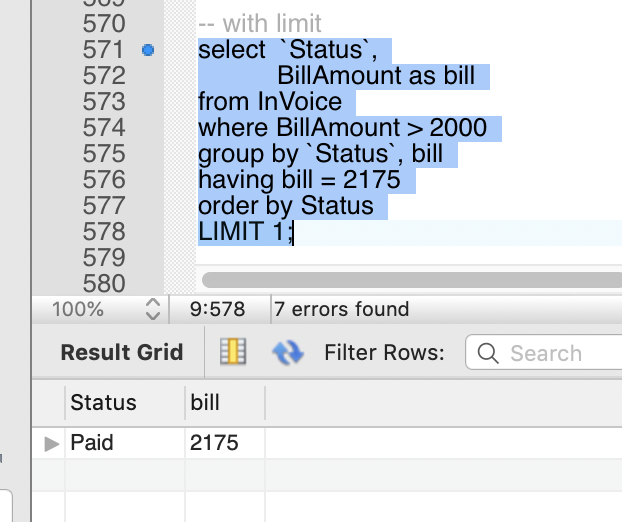 569
570 -- with limit
571 select `Status`,
572 BillAmount as bill
573 from InVoice
574 where BillAmount > 2000
575 group by `Status`, bill
576 having bill = 2175
577 order by Status
578 LIMIT 1;
579
580
100% 9:578 7 errors found
Result Grid Filter Rows: Search
Status bill
Paid 2175